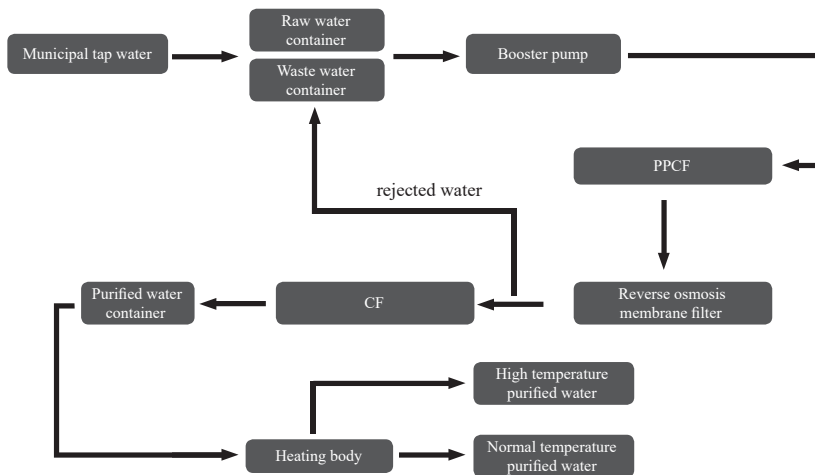 Raw water
container
Municipal tap water
Waste water
container
Booster pump
PPCF
rejected water
Purified water
container
CF
Reverse osmosis
membrane filter
High temperature
purified water
Heating body
Normal temperature
purified water